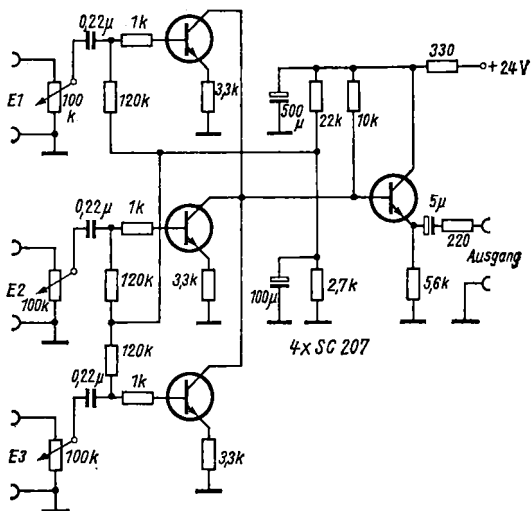 0,22µ 1k
E1 100 k 120k 3,3k
500 µ 22k 10k
330 +24V
0,22µ 1k
E2 100k 120k 3,3k
100µ 2,7k
5µ 220
5,6k Ausgang
4x SC 207
120k
0,22µ 1k
E3 100k 3,3k